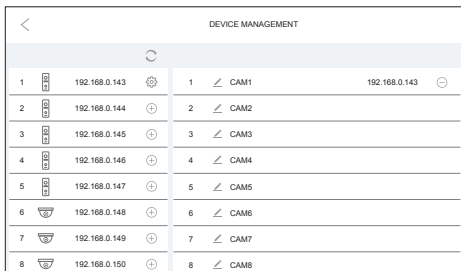 DEVICE MANAGEMENT
1 192.168.0.143 1 CAM1 192.168.0.143
2 192.168.0.144 2 CAM2
3 192.168.0.145 3 CAM3
4 192.168.0.146 4 CAM4
5 192.168.0.147 5 CAM5
6 192.168.0.148 6 CAM6
7 192.168.0.149 7 CAM7
8 192.168.0.150 8 CAM8